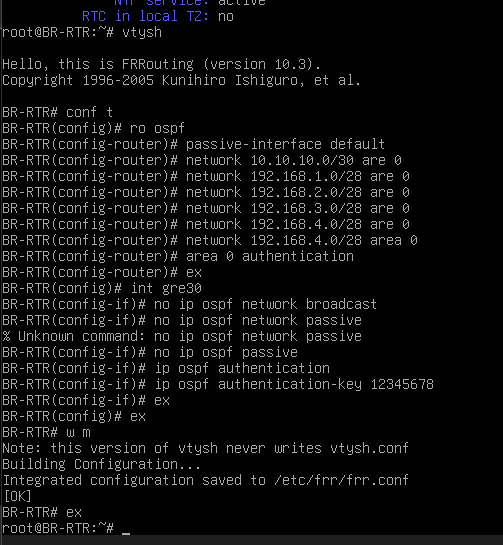 NTP service: active
RTC in local TZ: no
root@BR-RTR:~# vtysh
Hello, this is FRRouting (version 10.3).
Copyright 1996-2005 Kunihiro Ishiguro, et al.
BR-RTR# conf t
BR-RTR(config)# ro ospf
BR-RTR(config-router)# passive-interface default
BR-RTR(config-router)# network 10.10.10.0/30 are 0
BR-RTR(config-router)# network 192.168.1.0/28 are 0
BR-RTR(config-router)# network 192.168.2.0/28 are 0
BR-RTR(config-router)# network 192.168.3.0/28 are 0
BR-RTR(config-router)# network 192.168.4.0/28 are 0
BR-RTR(config-router)# network 192.168.4.0/28 area 0
BR-RTR(config-router)# area 0 authentication
BR-RTR(config-router)# ex
BR-RTR(config)# int gre30
BR-RTR(config-if)# no ip ospf network broadcast
BR-RTR(config-if)# no ip ospf network passive
% Unknown command: no ip ospf network passive
BR-RTR(config-if)# no ip ospf passive
BR-RTR(config-if)# ip ospf authentication
BR-RTR(config-if)# ip ospf authentication-key 12345678
BR-RTR(config-if)# ex
BR-RTR(config)# ex
BR-RTR# w m
Note: this version of vtysh never writes vtysh.conf
Building Configuration...
Integrated configuration saved to /etc/frr/frr.conf
[OK]
BR-RTR# ex
root@BR-RTR:~# _